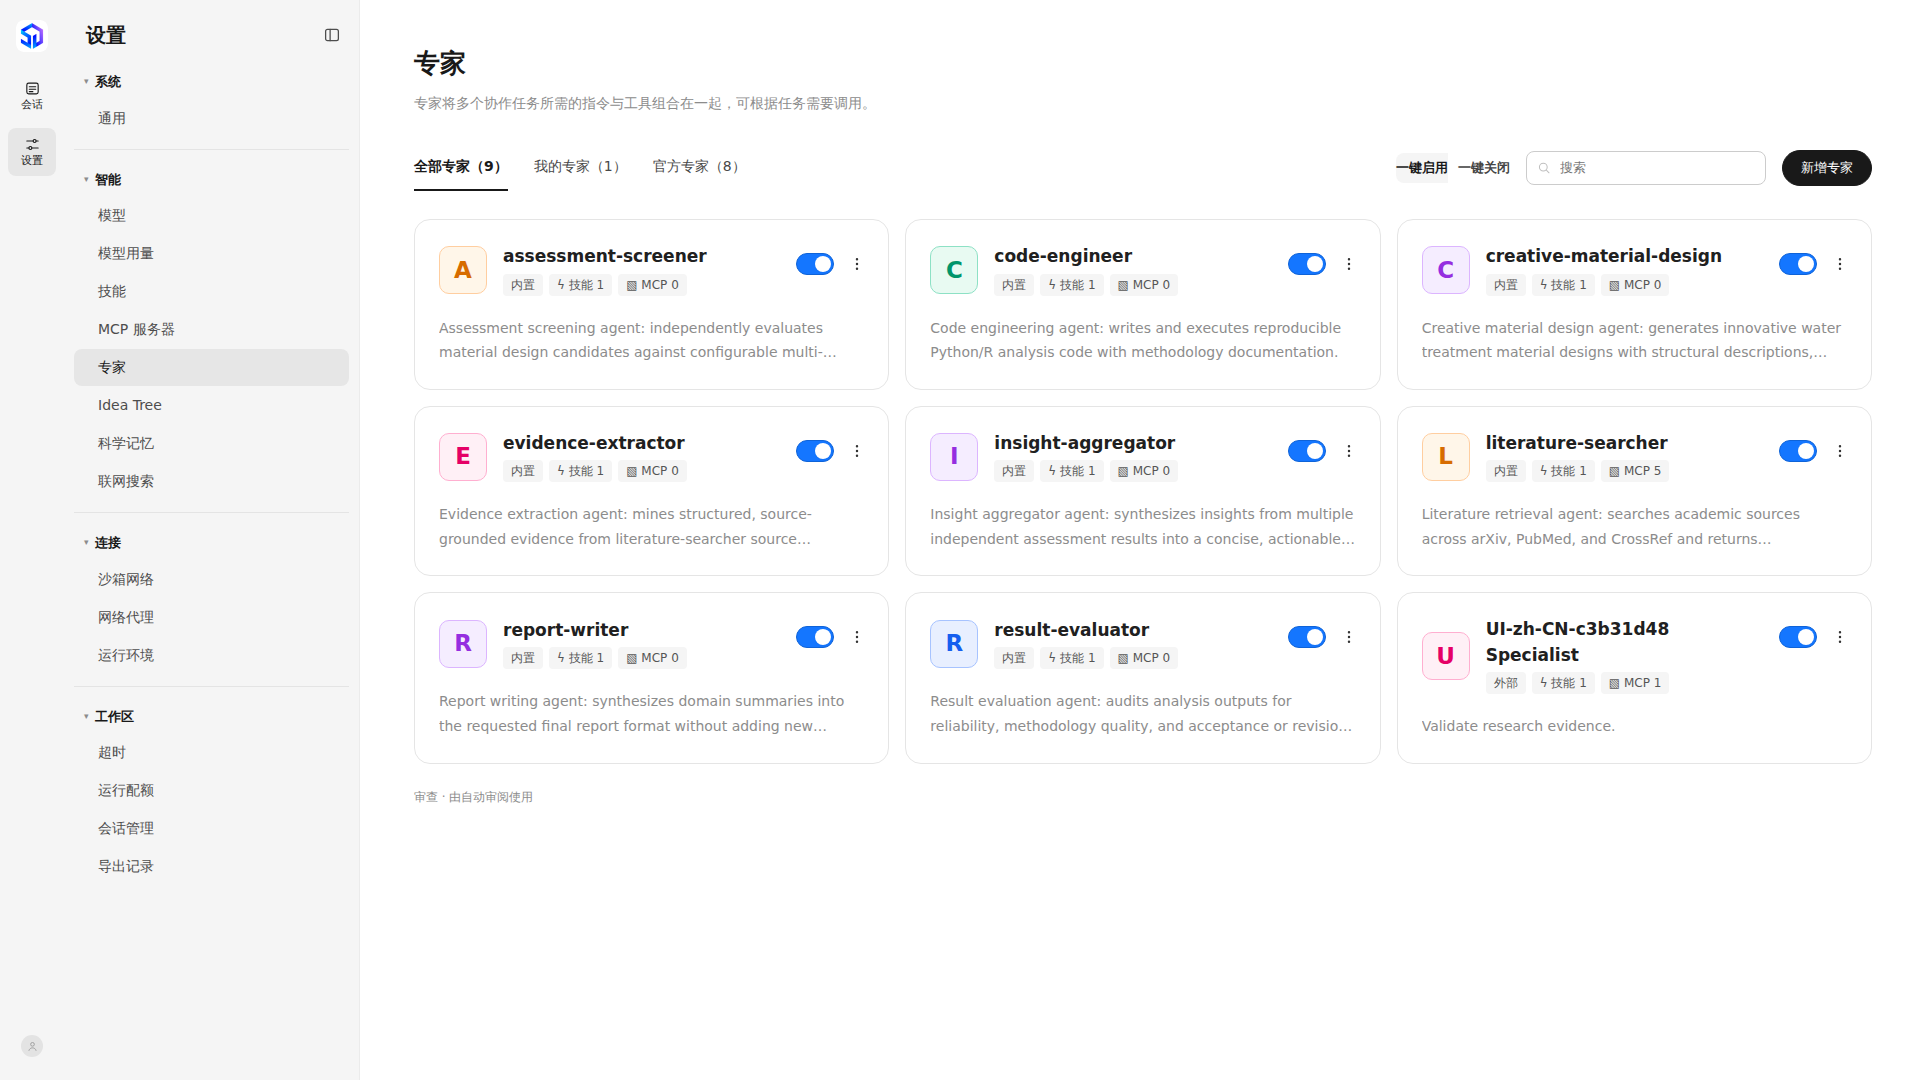 设置
会话
设置
系统
通用
智能
模型
模型用量
技能
MCP 服务器
专家
Idea Tree
科学记忆
联网搜索
连接
沙箱网络
网络代理
运行环境
工作区
超时
运行配额
会话管理
导出记录
专家
专家将多个协作任务所需的指令与工具组合在一起，可根据任务需要调用。
全部专家（9） 我的专家（1） 官方专家（8）
一键启用 一键关闭 搜索 新增专家
A
assessment-screener
内置 技能 1 MCP 0
Assessment screening agent: independently evaluates
material design candidates against configurable multi-...
C
code-engineer
内置 技能 1 MCP 0
Code engineering agent: writes and executes reproducible
Python/R analysis code with methodology documentation.
C
creative-material-design
内置 技能 1 MCP 0
Creative material design agent: generates innovative water
treatment material designs with structural descriptions,...
E
evidence-extractor
内置 技能 1 MCP 0
Evidence extraction agent: mines structured, source-
grounded evidence from literature-searcher source...
I
insight-aggregator
内置 技能 1 MCP 0
Insight aggregator agent: synthesizes insights from multiple
independent assessment results into a concise, actionable...
L
literature-searcher
内置 技能 1 MCP 5
Literature retrieval agent: searches academic sources
across arXiv, PubMed, and CrossRef and returns...
R
report-writer
内置 技能 1 MCP 0
Report writing agent: synthesizes domain summaries into
the requested final report format without adding new...
R
result-evaluator
内置 技能 1 MCP 0
Result evaluation agent: audits analysis outputs for
reliability, methodology quality, and acceptance or revisio...
U
UI-zh-CN-c3b31d48
Specialist
外部 技能 1 MCP 1
Validate research evidence.
审查 · 由自动审阅使用